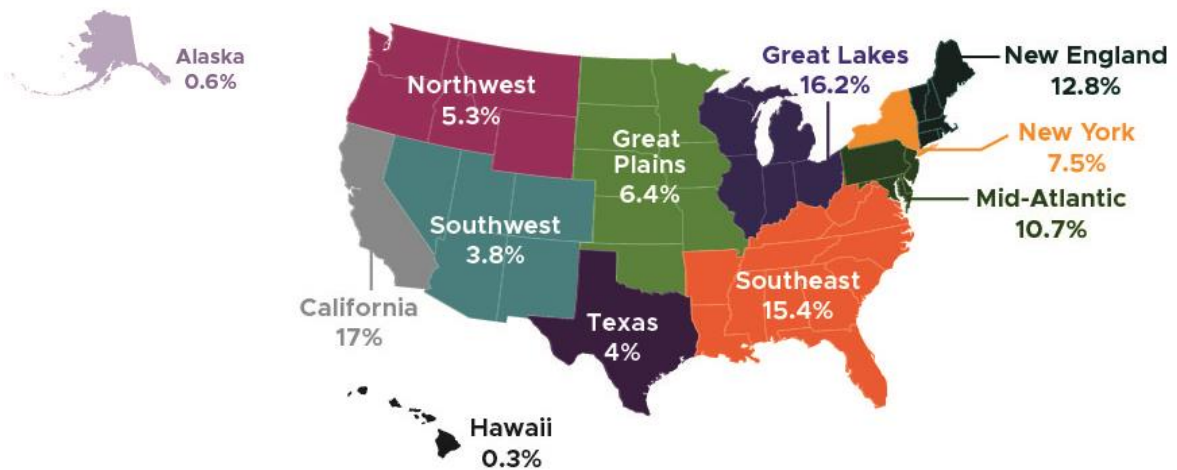 Alaska
0.6%
Northwest
5.3%
Great Lakes
16.2%
New England
12.8%
New York
7.5%
Great
Plains
6.4%
Mid-Atlantic
10.7%
Southwest
3.8%
Southeast
15.4%
California
17%
Texas
4%
Hawaii
0.3%